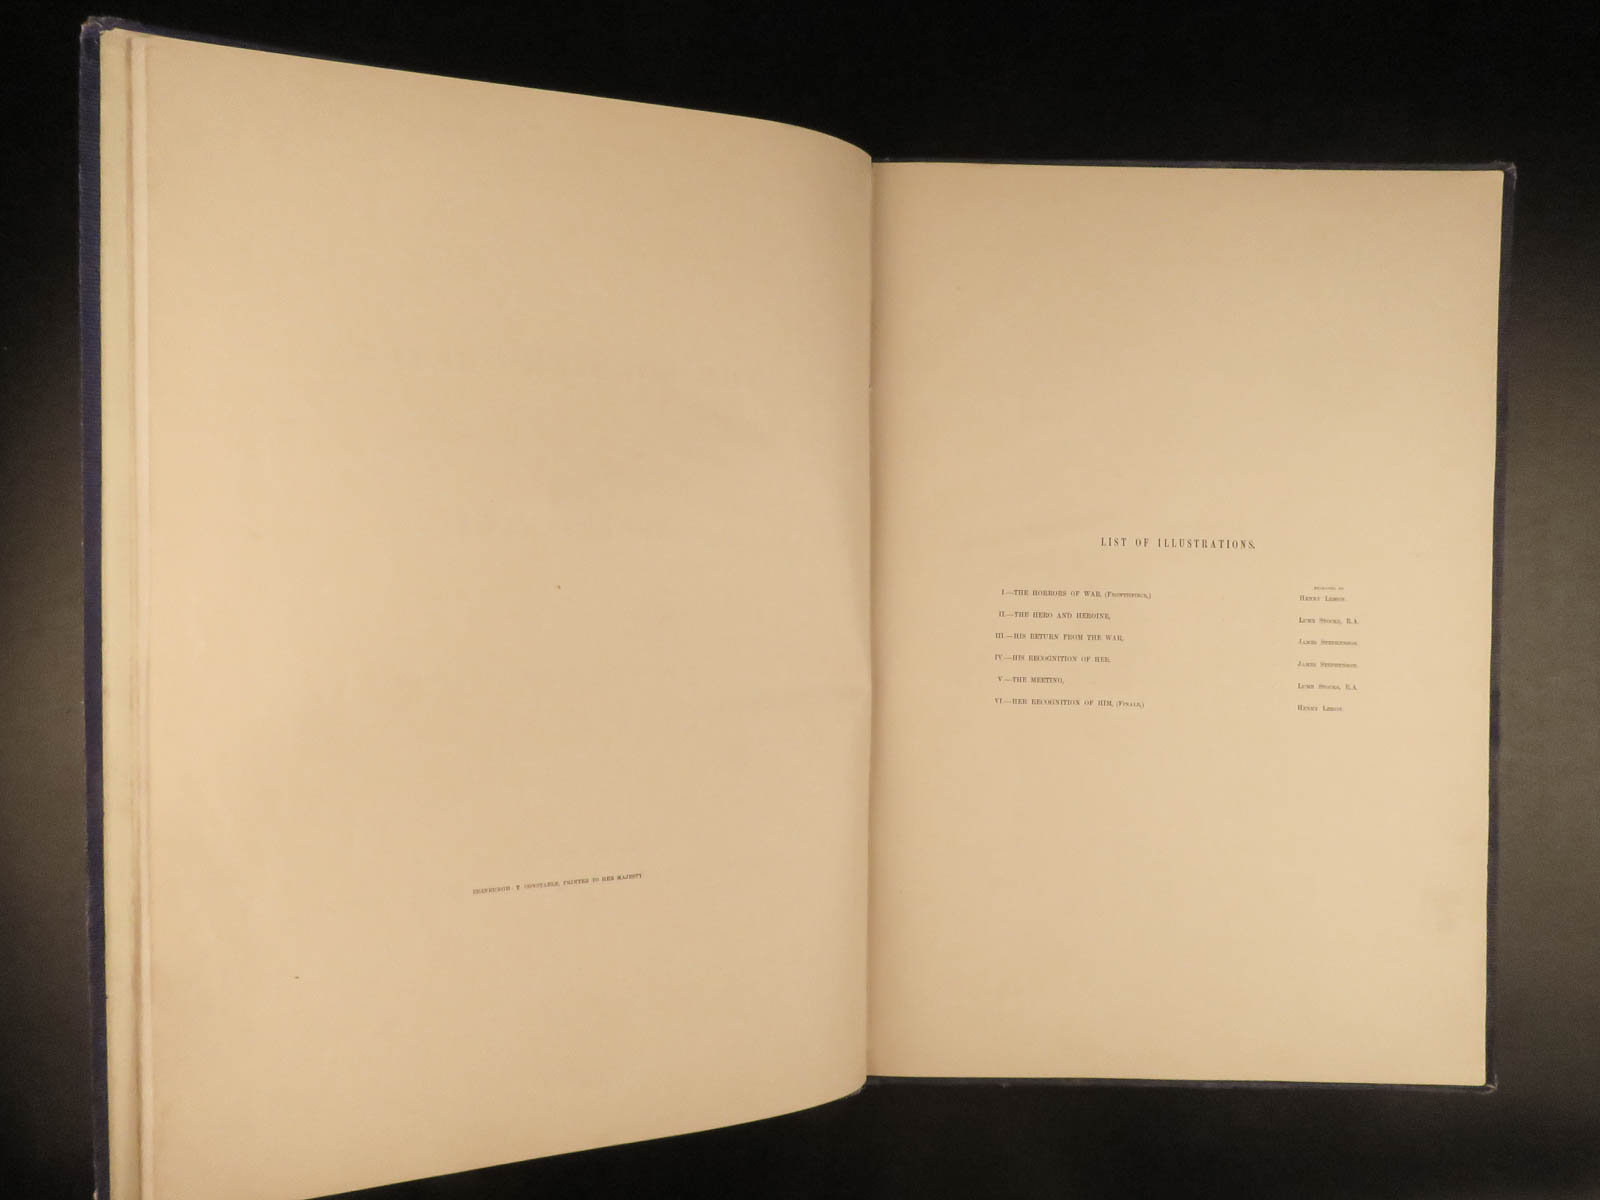 EDINBURGH: T. CONSTABLE, PRINTER TO HER MAJESTY.
LIST OF ILLUSTRATIONS.
ENGRAVED BY
I.—THE HORRORS OF WAR, (Frontispiece,) Henry Lemon.
II.—THE HERO AND HEROINE, Lumb Stocks, R.A.
III.—HIS RETURN FROM THE WAR, James Stephenson.
IV.—HIS RECOGNITION OF HER, James Stephenson.
V.—THE MEETING, Lumb Stocks, R.A.
VI.—HER RECOGNITION OF HIM, (Finale,) Henry Lemon.